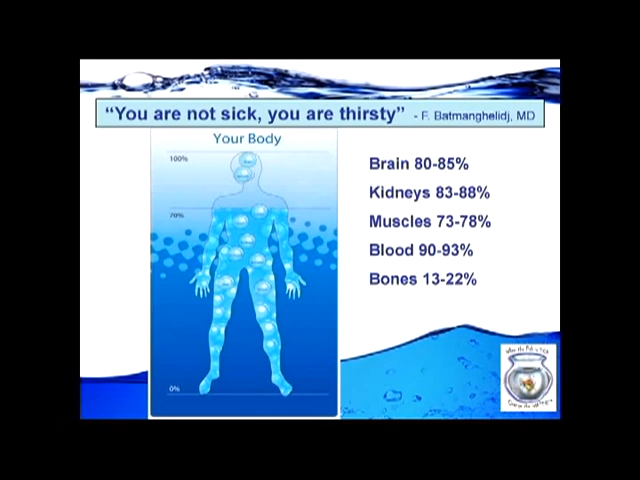 “You are not sick, you are thirsty” - F. Batmanghelidj, MD
Your Body
100%
70%
0%
Brain 80-85%
Kidneys 83-88%
Muscles 73-78%
Blood 90-93%
Bones 13-22%